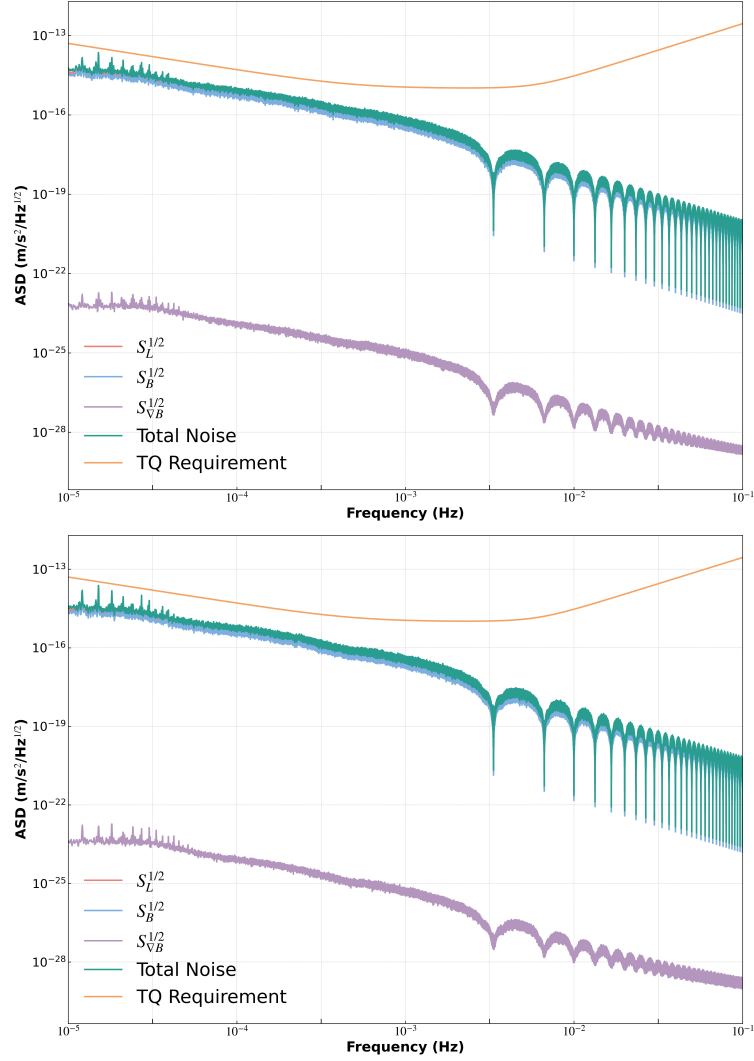 10⁻¹³
10⁻¹⁶
10⁻¹⁹
10⁻²²
10⁻²⁵
10⁻²⁸
ASD (m/s²/Hz^{1/2})
S_L^{1/2}
S_B^{1/2}
S_{∇B}^{1/2}
Total Noise
TQ Requirement
10⁻⁵ 10⁻⁴ 10⁻³ 10⁻² 10⁻¹
Frequency (Hz)
10⁻¹³
10⁻¹⁶
10⁻¹⁹
10⁻²²
10⁻²⁵
10⁻²⁸
ASD (m/s²/Hz^{1/2})
S_L^{1/2}
S_B^{1/2}
S_{∇B}^{1/2}
Total Noise
TQ Requirement
10⁻⁵ 10⁻⁴ 10⁻³ 10⁻² 10⁻¹
Frequency (Hz)